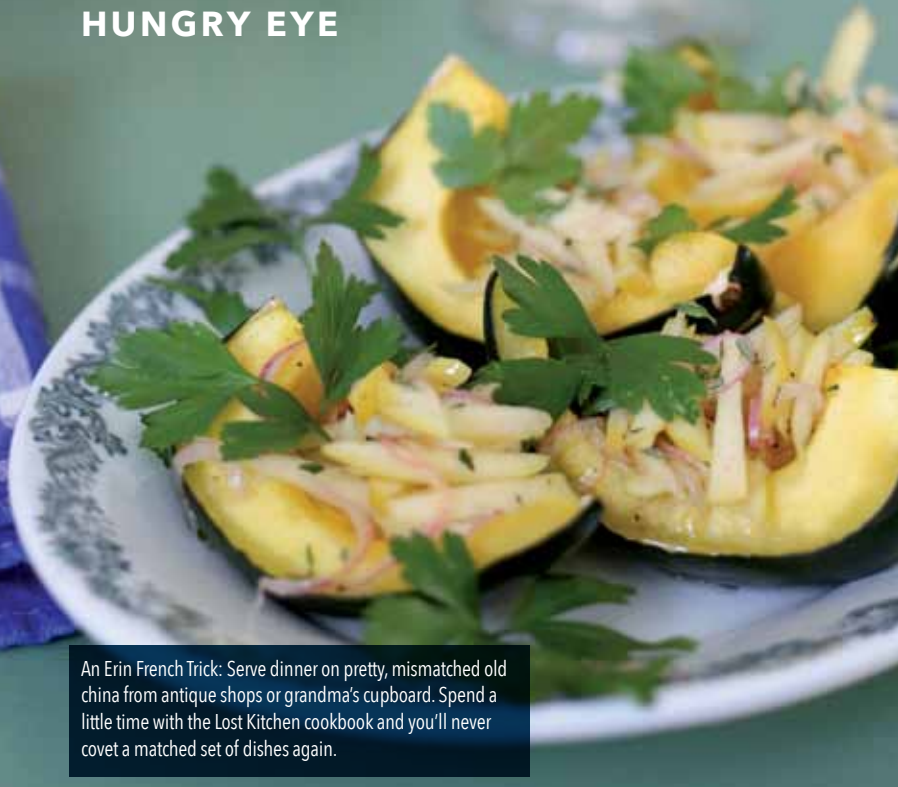 HUNGRY EYE
An Erin French Trick: Serve dinner on pretty, mismatched old
china from antique shops or grandma's cupboard. Spend a
little time with the Lost Kitchen cookbook and you'll never
covet a matched set of dishes again.